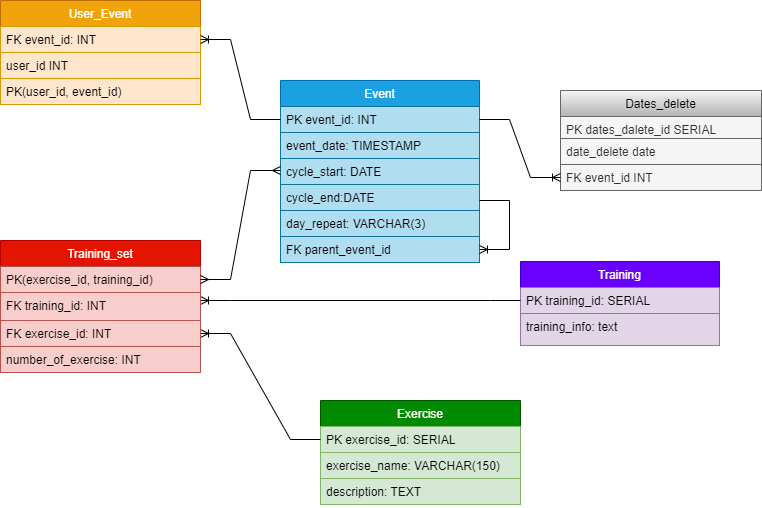 User_Event
FK event_id: INT
user_id INT
PK(user_id, event_id)
Event
PK event_id: INT
event_date: TIMESTAMP
cycle_start: DATE
cycle_end:DATE
day_repeat: VARCHAR(3)
FK parent_event_id
Dates_delete
PK dates_dalete_id SERIAL
date_delete date
FK event_id INT
Training_set
PK(exercise_id, training_id)
FK training_id: INT
FK exercise_id: INT
number_of_exercise: INT
Training
PK training_id: SERIAL
training_info: text
Exercise
PK exercise_id: SERIAL
exercise_name: VARCHAR(150)
description: TEXT